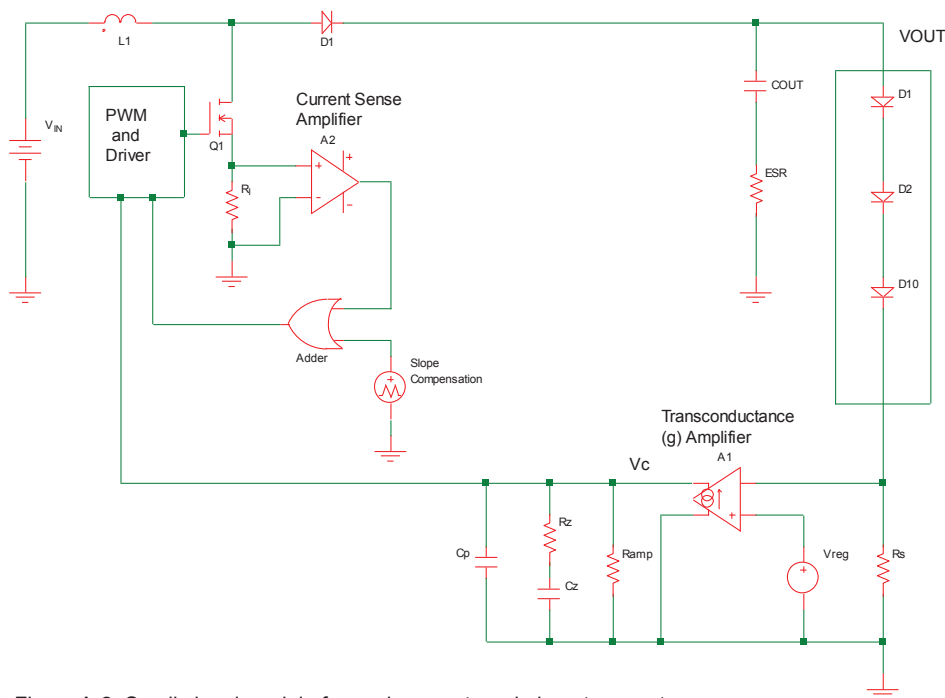 L1
D1
VOUT
COUT
D1
PWM
and
Driver
Current Sense
Amplifier
A2
VIN
Q1
Ri
ESR
D2
D10
Adder
Slope
Compensation
Transconductance
(g) Amplifier
A1
Vc
Rz
Cp
Ramp
Vreg
Rs
Cz